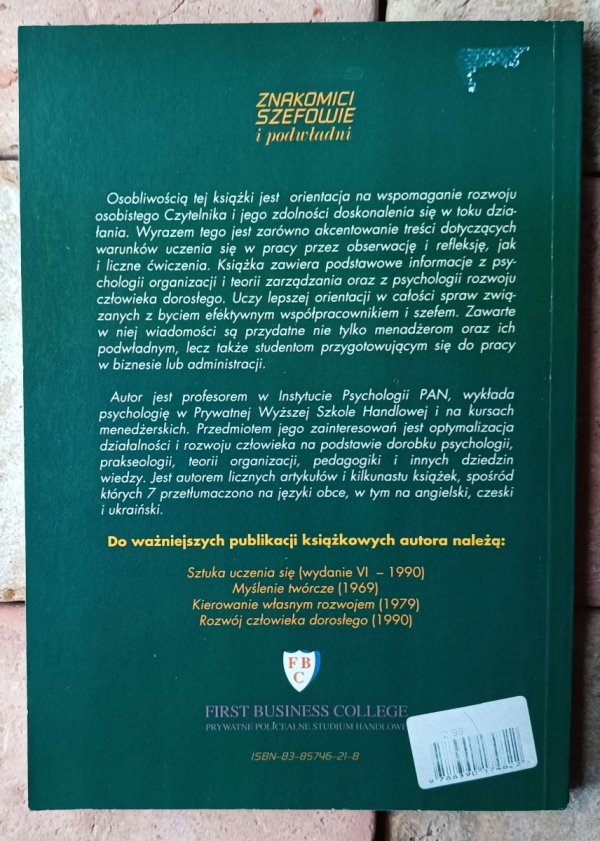 ZNAKOMICI
SZEFOWIE
i podwładni
Osobliwością tej książki jest orientacja na wspomaganie rozwoju
osobistego Czytelnika i jego zdolności doskonalenia się w toku dzia-
łania. Wyrazem tego jest zarówno akcentowanie treści dotyczących
warunków uczenia się w pracy przez obserwację i refleksję, jak
i liczne ćwiczenia. Książka zawiera podstawowe informacje z psy-
chologii organizacji i teorii zarządzania oraz z psychologii rozwoju
człowieka dorosłego. Uczy lepszej orientacji w całości spraw zwią-
zanych z byciem efektywnym współpracownikiem i szefem. Zawarte
w niej wiadomości są przydatne nie tylko menadżerom oraz ich
podwładnym, lecz także studentom przygotowującym się do pracy
w biznesie lub administracji.
Autor jest profesorem w Instytucie Psychologii PAN, wykłada
psychologię w Prywatnej Wyższej Szkole Handlowej i na kursach
menedżerskich. Przedmiotem jego zainteresowań jest optymalizacja
działalności i rozwoju człowieka na podstawie dorobku psychologii,
prakseologii, teorii organizacji, pedagogiki i innych dziedzin
wiedzy. Jest autorem licznych artykułów i kilkunastu książek, spośród
których 7 przetłumaczono na języki obce, w tym na angielski, czeski
i ukraiński.
Do ważniejszych publikacji książkowych autora należą:
Sztuka uczenia się (wydanie VI – 1990)
Myślenie twórcze (1969)
Kierowanie własnym rozwojem (1979)
Rozwój człowieka dorosłego (1990)
FBC
FIRST BUSINESS COLLEGE
PRYWATNE POLICEALNE STUDIUM HANDLOWE
ISBN-83-85746-21-8